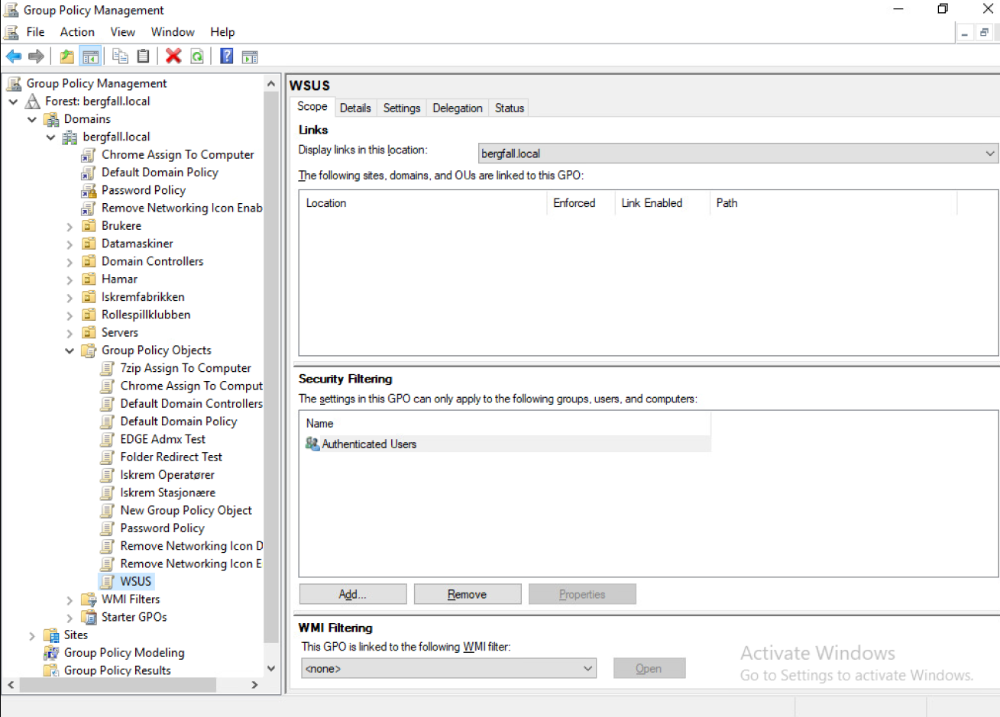 Group Policy Management
File Action View Window Help
Group Policy Management
Forest: bergfall.local
Domains
bergfall.local
Chrome Assign To Computer
Default Domain Policy
Password Policy
Remove Networking Icon Enab
Brukere
Datamaskiner
Domain Controllers
Hamar
Iskremfabrikken
Rollespillklubben
Servers
Group Policy Objects
7zip Assign To Computer
Chrome Assign To Comput
Default Domain Controllers
Default Domain Policy
EDGE Admx Test
Folder Redirect Test
Iskrem Operatører
Iskrem Stasjonære
New Group Policy Object
Password Policy
Remove Networking Icon D
Remove Networking Icon E
WSUS
WMI Filters
Starter GPOs
Sites
Group Policy Modeling
Group Policy Results
WSUS
Scope Details Settings Delegation Status
Links
Display links in this location: bergfall.local
The following sites, domains, and OUs are linked to this GPO:
Location Enforced Link Enabled Path
Security Filtering
The settings in this GPO can only apply to the following groups, users, and computers:
Name
Authenticated Users
Add... Remove Properties
WMI Filtering
This GPO is linked to the following WMI filter:
<none> Open
Activate Windows
Go to Settings to activate Windows.